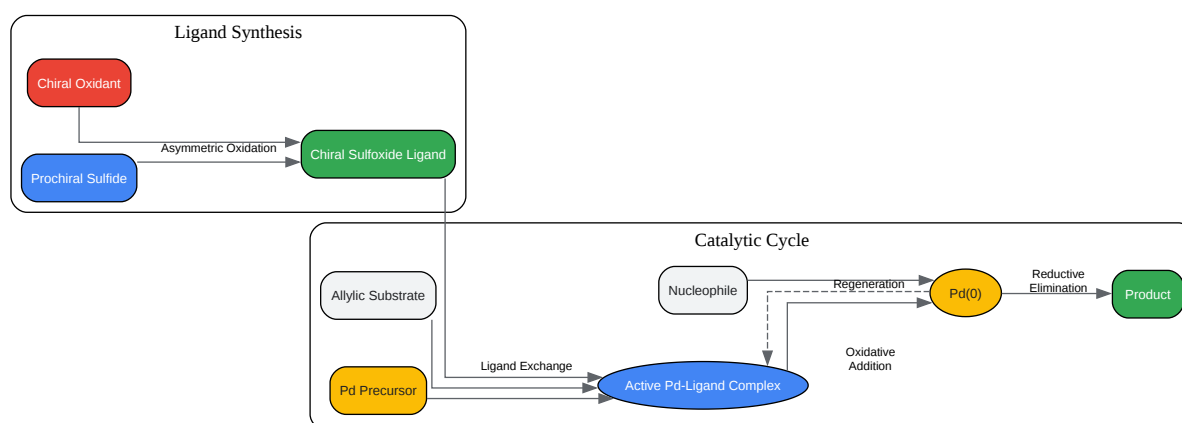 Ligand Synthesis
Chiral Oxidant
Asymmetric Oxidation
Chiral Sulfoxide Ligand
Prochiral Sulfide
Catalytic Cycle
Allylic Substrate
Nucleophile
Regeneration
Pd(0)
Reductive
Elimination
Product
Ligand Exchange
Oxidative
Addition
Pd Precursor
Active Pd-Ligand Complex